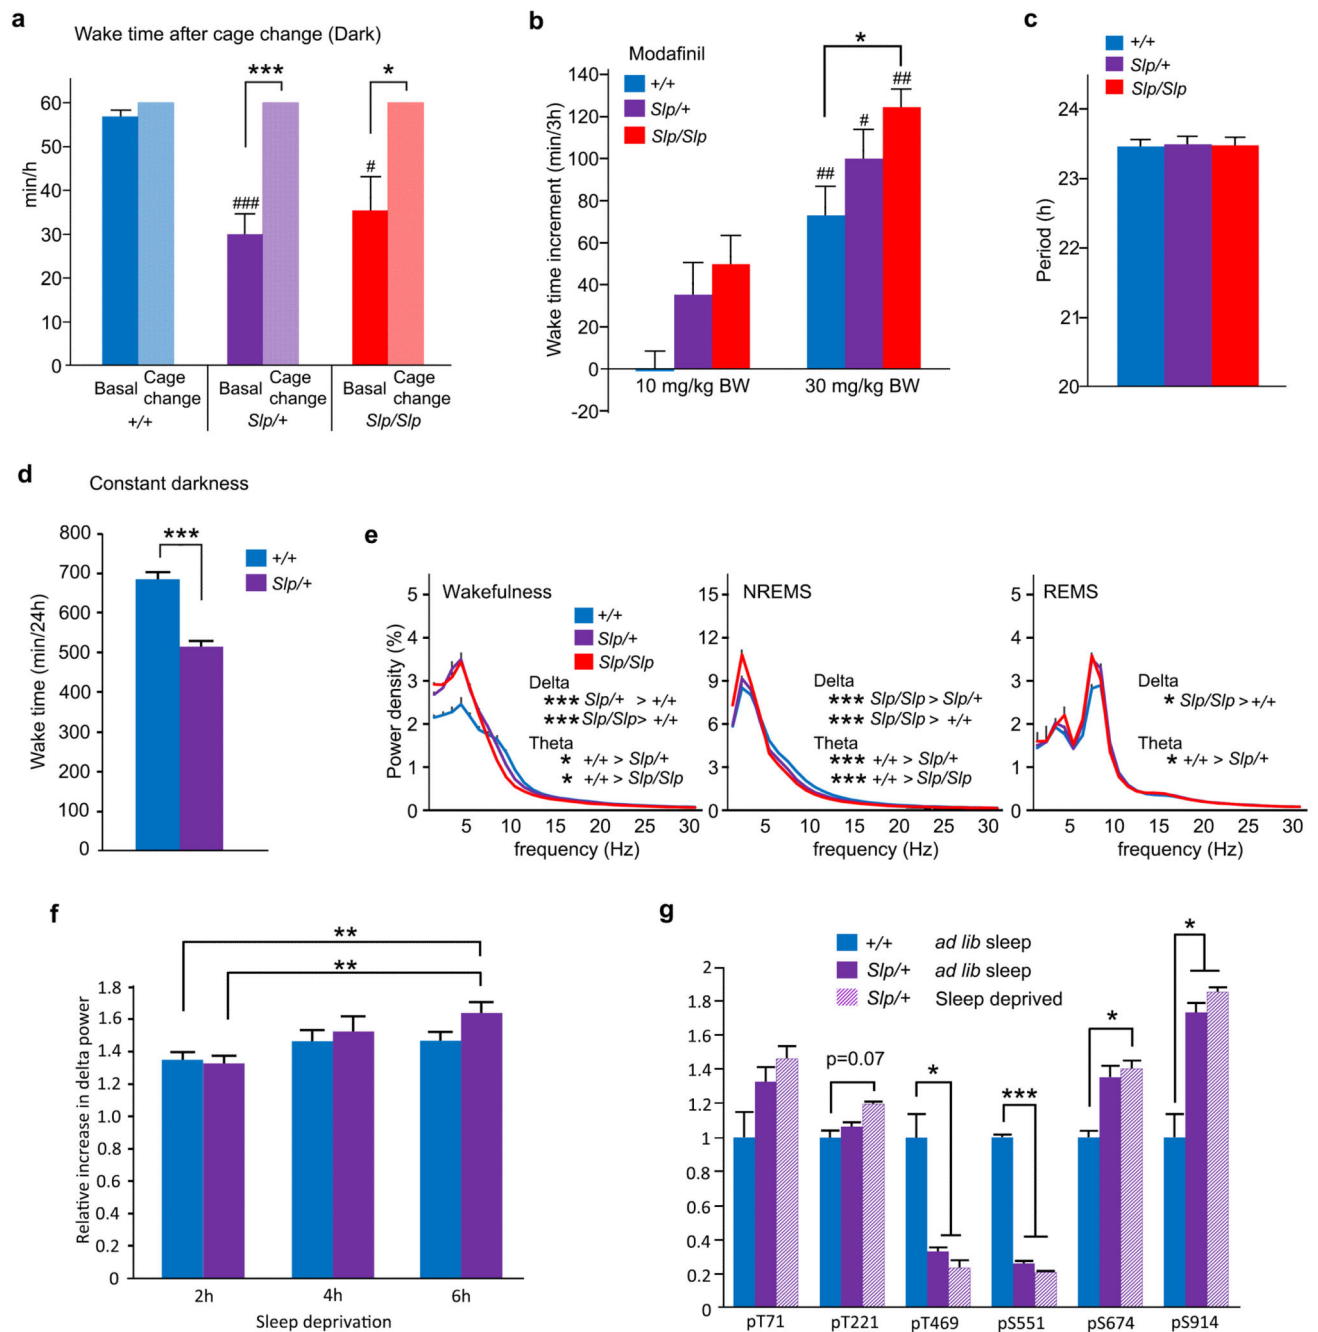 a
Wake time after cage change (Dark)
min/h
60
50
40
30
20
10
0
***
*
###
#
Basal Cage change
Basal Cage change
Basal Cage change
+/+
Slp/+
Slp/Slp
b
Modafinil
+/+
Slp/+
Slp/Slp
Wake time increment (min/3h)
140
120
100
80
60
40
20
0
-20
*
##
#
##
10 mg/kg BW
30 mg/kg BW
c
+/+
Slp/+
Slp/Slp
Period (h)
24
23
22
21
20
d
Constant darkness
Wake time (min/24h)
800
700
600
500
400
300
200
100
0
***
+/+
Slp/+
e
Power density (%)
Wakefulness
5
4
3
2
1
0
+/+
Slp/+
Slp/Slp
Delta
*** Slp/+ > +/+
*** Slp/Slp> +/+
Theta
* +/+ > Slp/+
* +/+ > Slp/Slp
5 10 15 20 25 30
frequency (Hz)
NREMS
15
12
9
6
3
0
Delta
*** Slp/Slp > Slp/+
*** Slp/Slp > +/+
Theta
*** +/+ > Slp/+
*** +/+ > Slp/Slp
5 10 15 20 25 30
frequency (Hz)
REMS
5
4
3
2
1
0
Delta
* Slp/Slp > +/+
Theta
* +/+ > Slp/+
5 10 15 20 25 30
frequency (Hz)
f
Relative increase in delta power
1.8
1.6
1.4
1.2
1.0
0.8
0.6
0.4
0.2
0
**
**
2h
4h
6h
Sleep deprivation
g
+/+ ad lib sleep
Slp/+ ad lib sleep
Slp/+ Sleep deprived
2
1.8
1.6
1.4
1.2
1
0.8
0.6
0.4
0.2
0
p=0.07
*
***
*
*
pT71
pT221
pT469
pS551
pS674
pS914